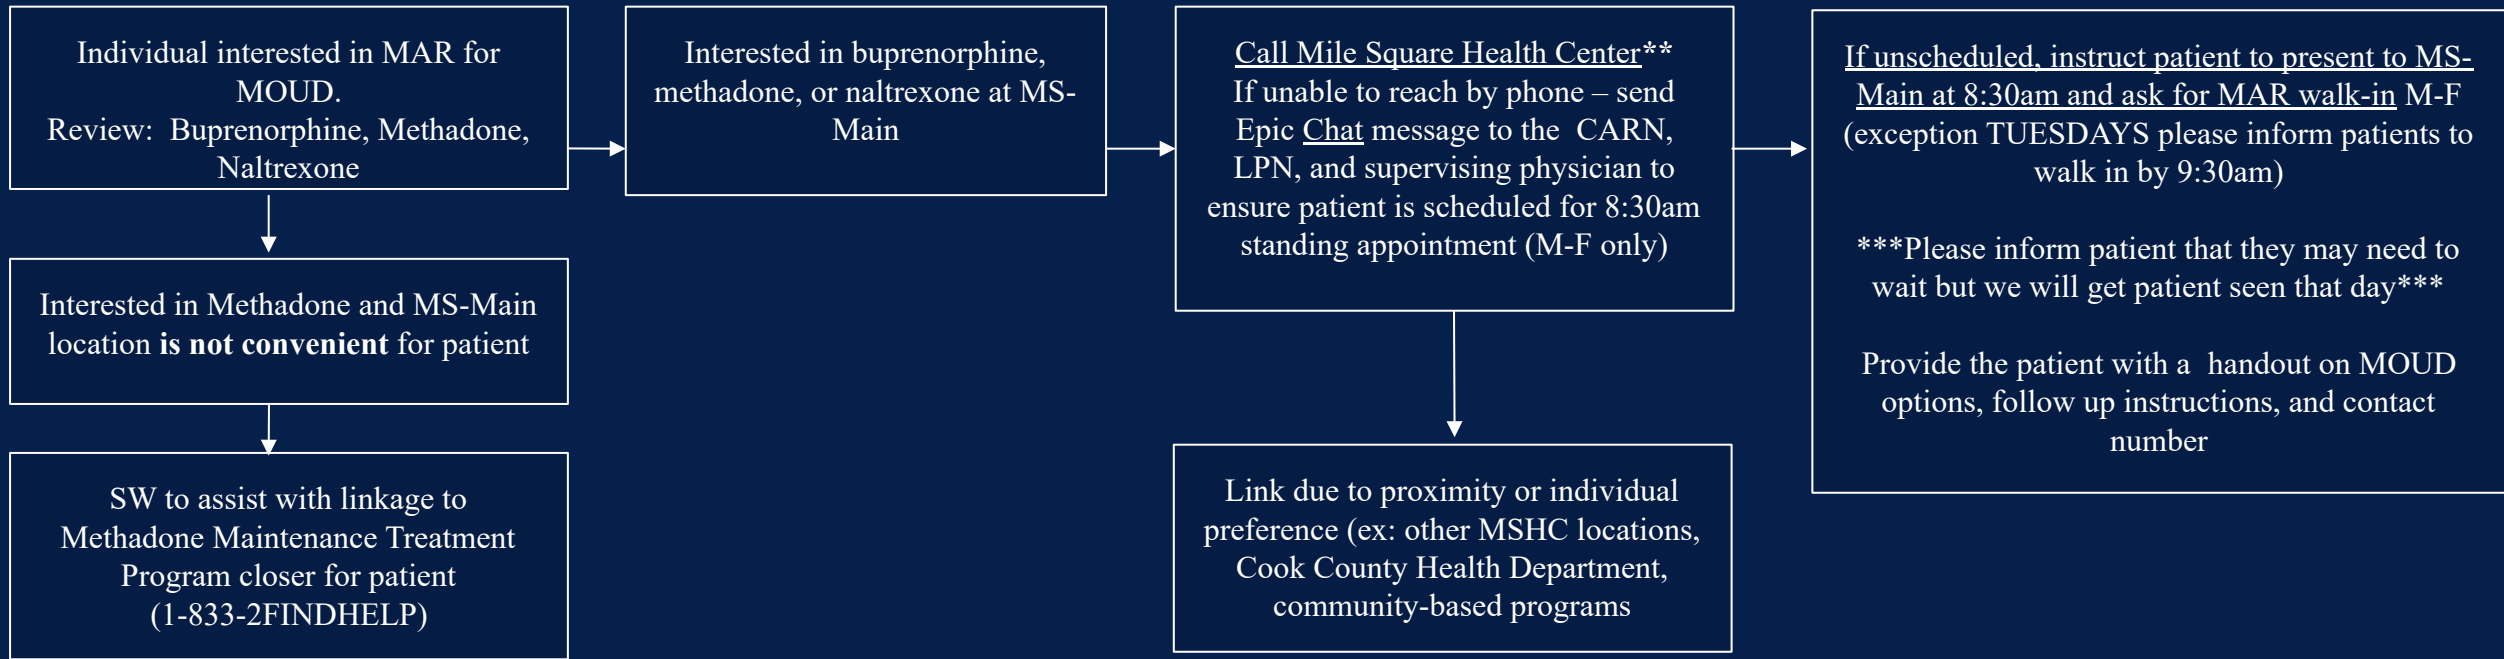 Individual interested in MAR for
MOUD.
Review: Buprenorphine, Methadone,
Naltrexone
Interested in buprenorphine,
methadone, or naltrexone at MS-
Main
Call Mile Square Health Center**
If unable to reach by phone – send
Epic Chat message to the CARN,
LPN, and supervising physician to
ensure patient is scheduled for 8:30am
standing appointment (M-F only)
If unscheduled, instruct patient to present to MS-
Main at 8:30am and ask for MAR walk-in M-F
(exception TUESDAYS please inform patients to
walk in by 9:30am)
***Please inform patient that they may need to
wait but we will get patient seen that day***
Provide the patient with a handout on MOUD
options, follow up instructions, and contact
number
Interested in Methadone and MS-Main
location is not convenient for patient
SW to assist with linkage to
Methadone Maintenance Treatment
Program closer for patient
(1-833-2FINDHELP)
Link due to proximity or individual
preference (ex: other MSHC locations,
Cook County Health Department,
community-based programs